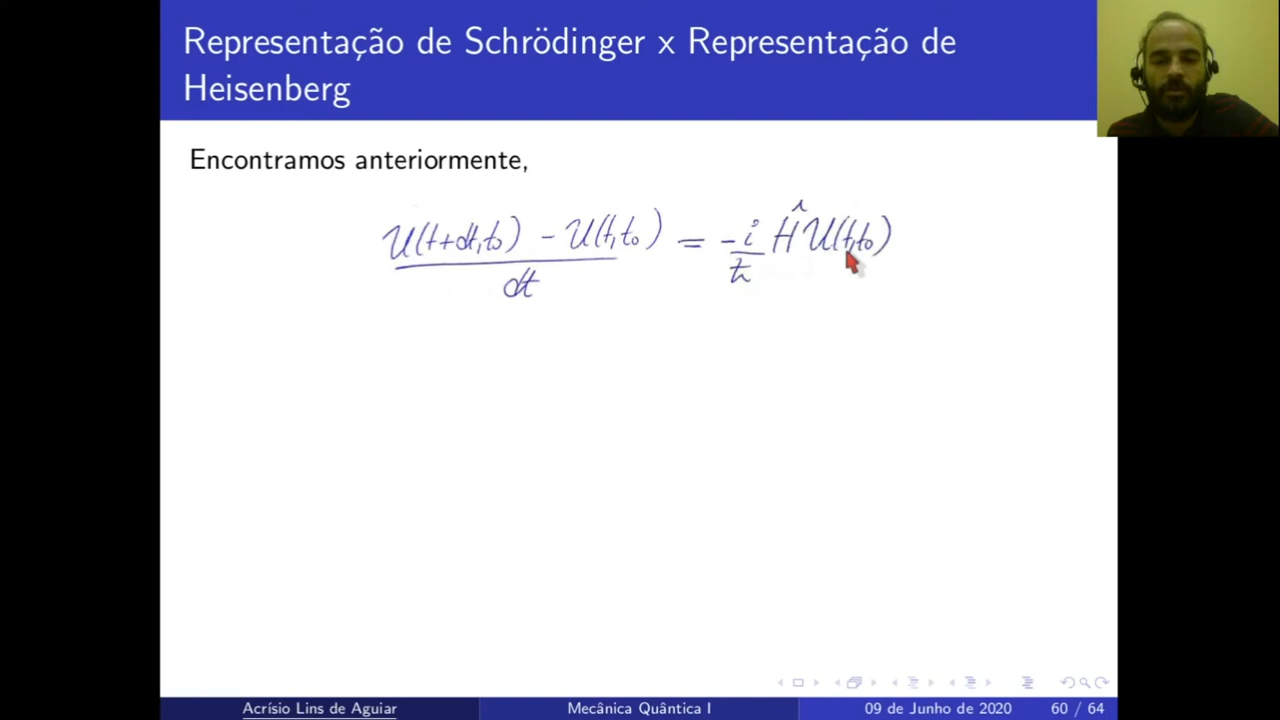 Representação de Schrödinger x Representação de
Heisenberg
Encontramos anteriormente,
U(t+dt,t₀) - U(t,t₀) / dt = -i/ħ Ĥ U(t,t₀)
Acrísio Lins de Aguiar Mecânica Quântica I 09 de Junho de 2020 60 / 64